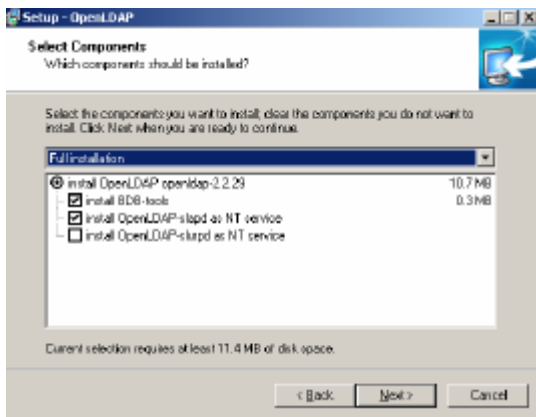 Setup - OpenLDAP
Select Components
Which components should be installed?
Select the components you want to install; clear the components you do not want to
install. Click Next when you are ready to continue.
Full installation
install OpenLDAP openldap-2.2.29 10.7 MB
install BDB-tools 0.3 MB
install OpenLDAP-slapd as NT service
install OpenLDAP-slurpd as NT service
Current selection requires at least 11.4 MB of disk space.
< Back Next > Cancel